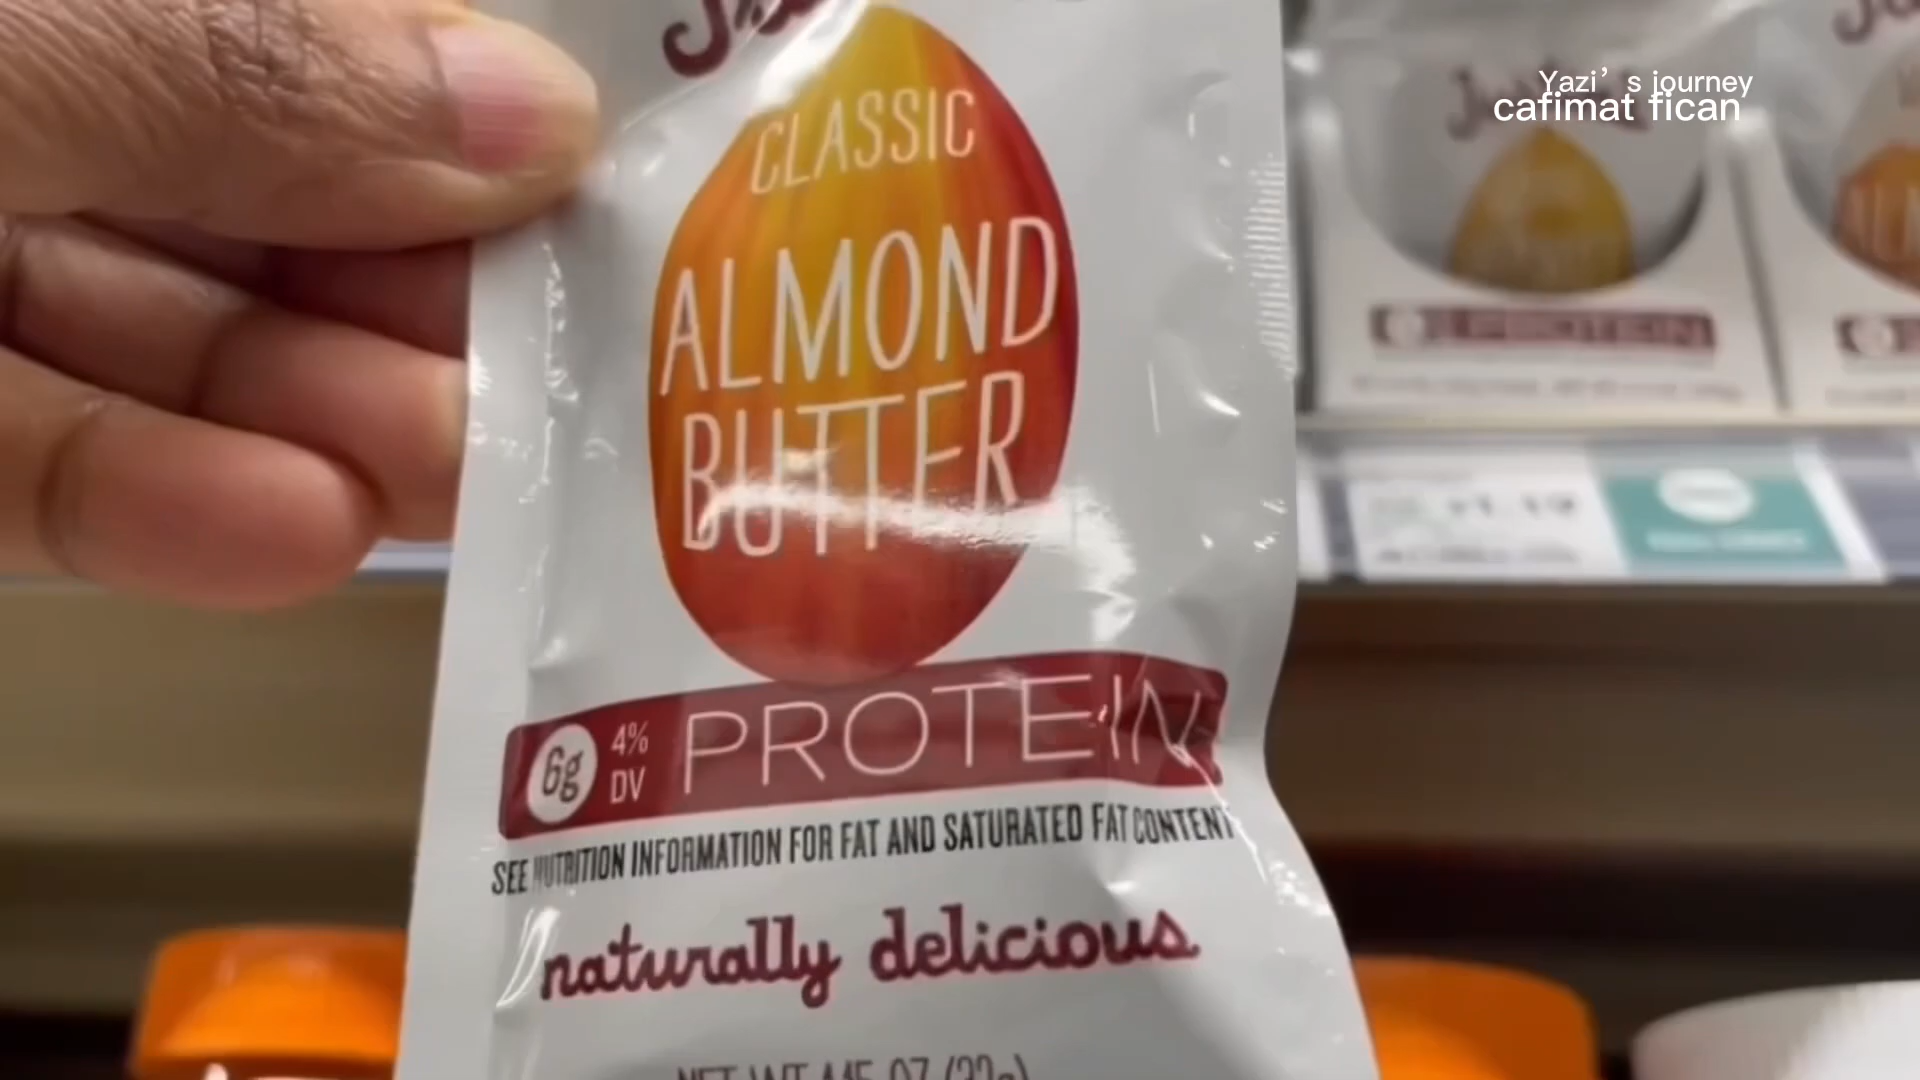 Yazi’s journey
cafimat fican
CLASSIC
ALMOND
BUTTER
6g
4%
DV
PROTEIN
SEE NUTRITION INFORMATION FOR FAT AND SATURATED FAT CONTENT
naturally delicious
PROTEIN